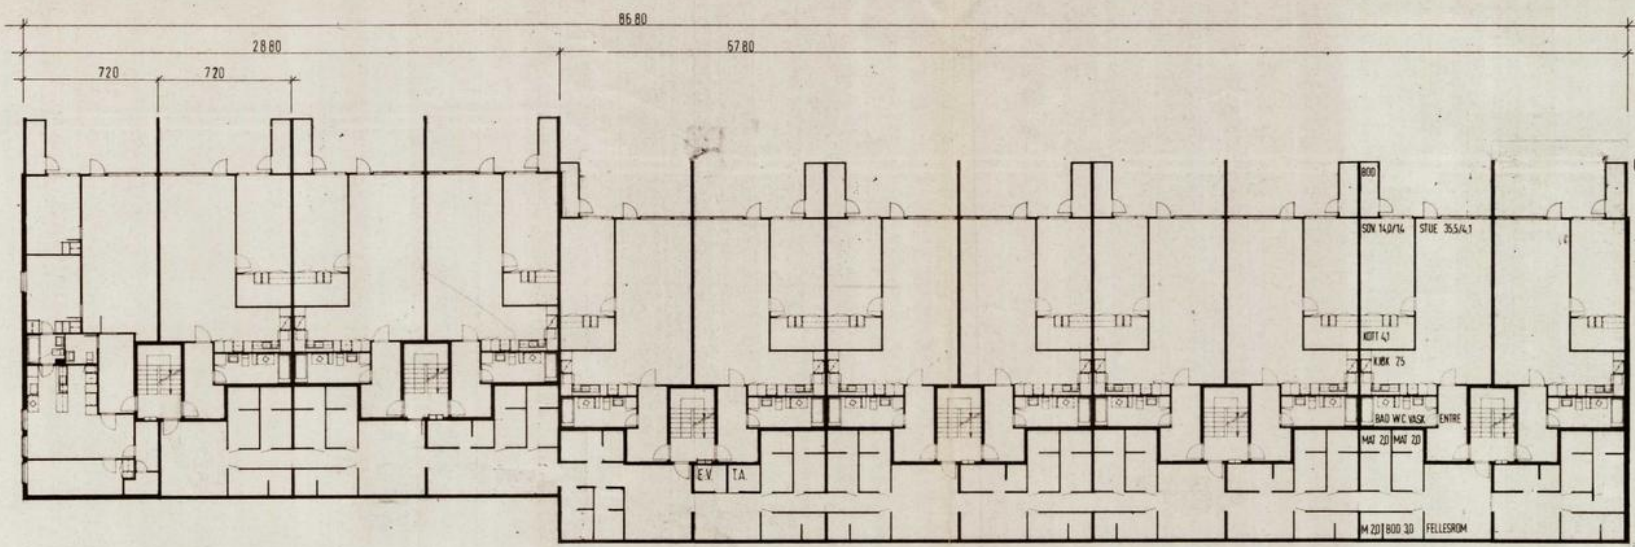 86 80
28 80
57 80
720
720
BOD
SOV. 14,0/14
STUE 35,5/4,1
KOTT 4,1
KJØK 7,5
BAD WC VASK
ENTRE
MAT 2,0
MAT 2,0
E.V.
T.A.
M 2,0
BOD 3,0
FELLESROM